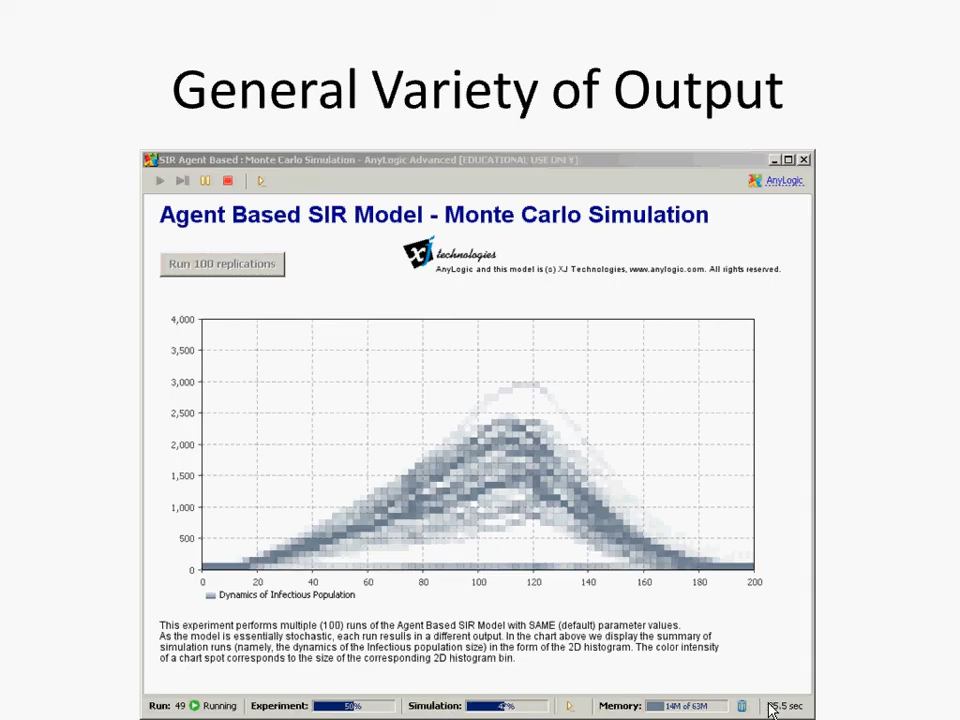 General Variety of Output
SIR Agent Based : Monte Carlo Simulation - AnyLogic Advanced [EDUCATIONAL USE ONLY]
AnyLogic
Agent Based SIR Model - Monte Carlo Simulation
Run 100 replications
XJ technologies
AnyLogic and this model is (c) XJ Technologies, www.anylogic.com. All rights reserved.
4,000
3,500
3,000
2,500
2,000
1,500
1,000
500
0
0 20 40 60 80 100 120 140 160 180 200
Dynamics of Infectious Population
This experiment performs multiple (100) runs of the Agent Based SIR Model with SAME (default) parameter values.
As the model is essentially stochastic, each run results in a different output. In the chart above we display the summary of
simulation runs (namely, the dynamics of the Infectious population size) in the form of the 2D histogram. The color intensity
of a chart spot corresponds to the size of the corresponding 2D histogram bin.
Run: 49 Running Experiment: 50% Simulation: 42% Memory: 14M of 63M sec